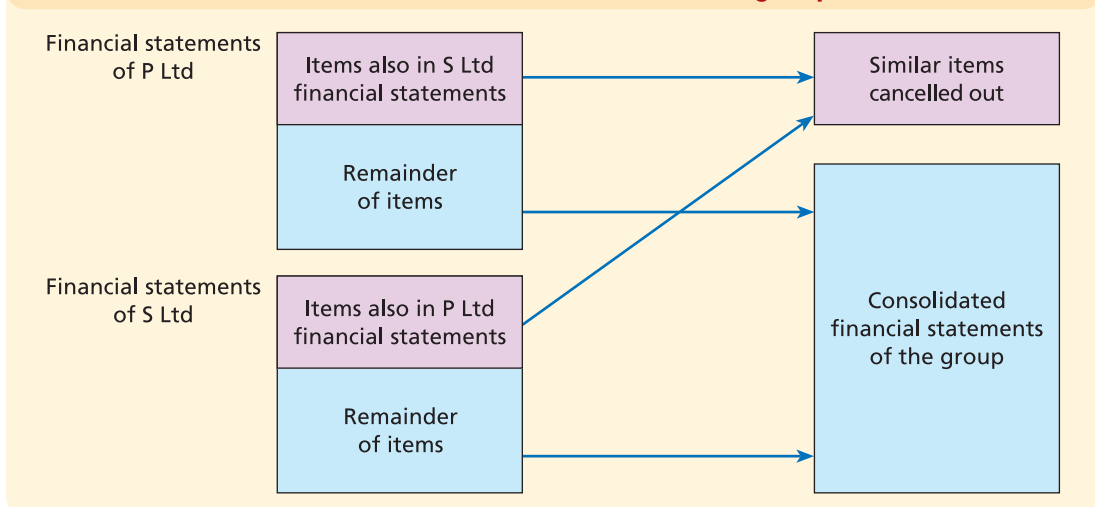 Financial statements
of P Ltd
Items also in S Ltd
financial statements
Remainder
of items
Similar items
cancelled out
Financial statements
of S Ltd
Items also in P Ltd
financial statements
Remainder
of items
Consolidated
financial statements
of the group